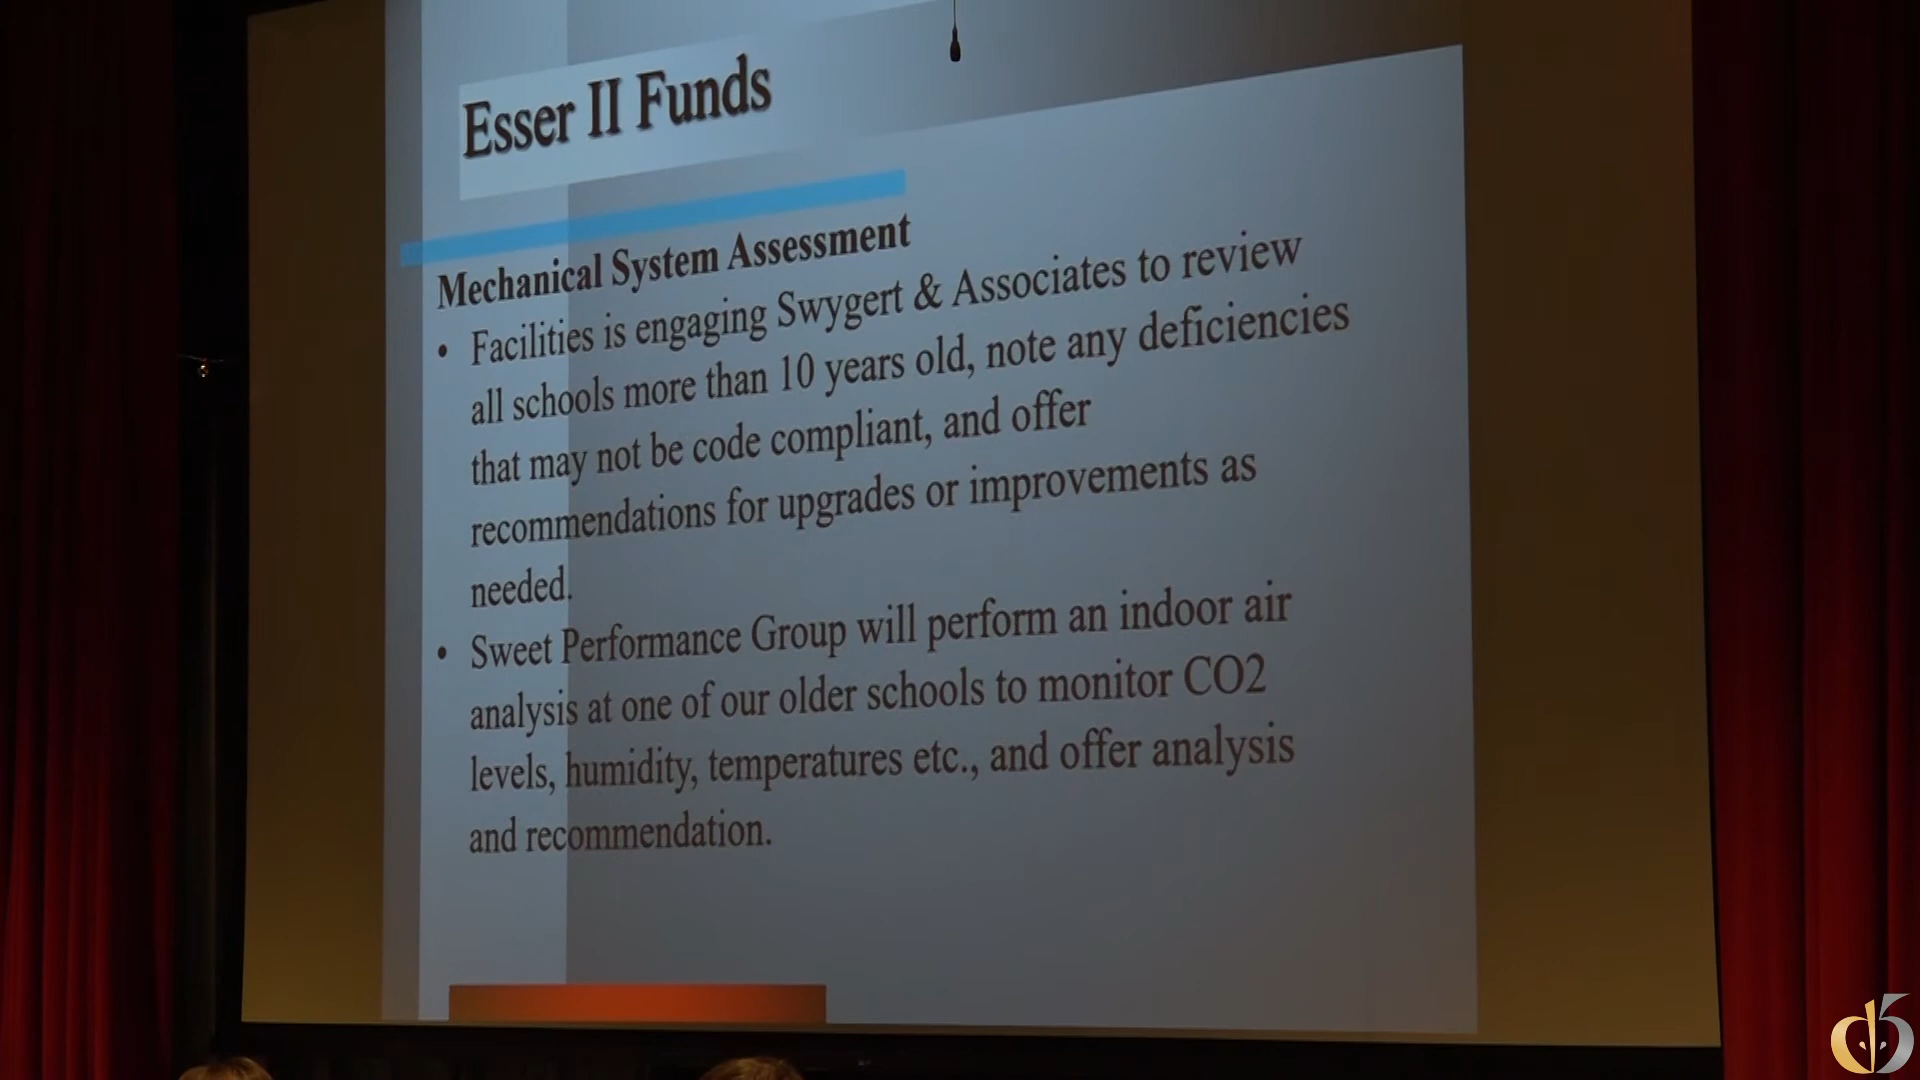 Esser II Funds
Mechanical System Assessment
• Facilities is engaging Swygert & Associates to review
all schools more than 10 years old, note any deficiencies
that may not be code compliant, and offer
recommendations for upgrades or improvements as
needed.
• Sweet Performance Group will perform an indoor air
analysis at one of our older schools to monitor CO2
levels, humidity, temperatures etc., and offer analysis
and recommendation.
d5